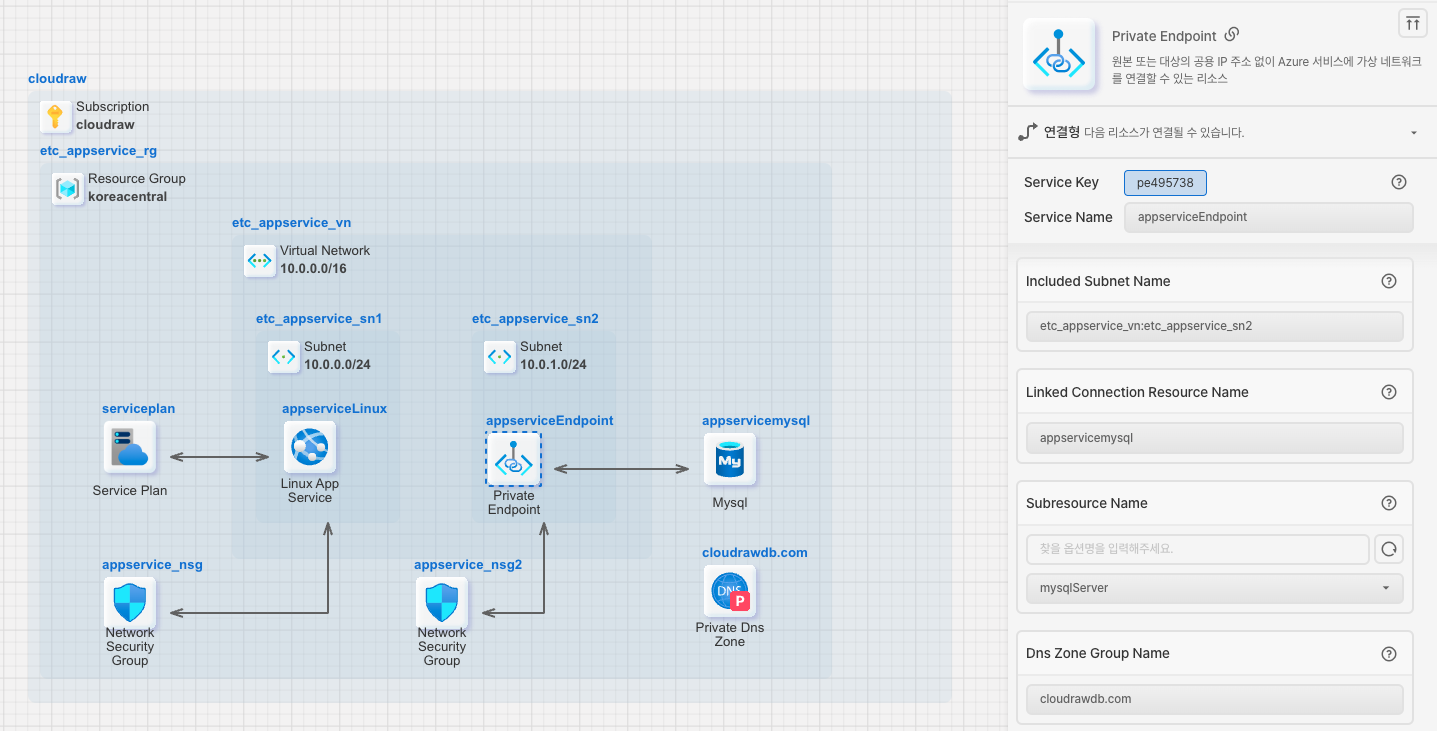 cloudraw
Subscription
cloudraw
etc_appservice_rg
Resource Group
koreacentral
etc_appservice_vn
Virtual Network
10.0.0.0/16
etc_appservice_sn1
Subnet
10.0.0.0/24
etc_appservice_sn2
Subnet
10.0.1.0/24
serviceplan
Service Plan
appserviceLinux
Linux App
Service
appserviceEndpoint
Private
Endpoint
appservicemysql
My
Mysql
appservice_nsg
Network
Security
Group
appservice_nsg2
Network
Security
Group
cloudrawdb.com
DNS
P
Private Dns
Zone
Private Endpoint
원본 또는 대상의 공용 IP 주소 없이 Azure 서비스에 가상 네트워크
를 연결할 수 있는 리소스
연결형 다음 리소스가 연결될 수 있습니다.
Service Key
pe495738
Service Name
appserviceEndpoint
Included Subnet Name
etc_appservice_vn:etc_appservice_sn2
Linked Connection Resource Name
appservicemysql
Subresource Name
찾을 옵션명을 입력해주세요.
mysqlServer
Dns Zone Group Name
cloudrawdb.com